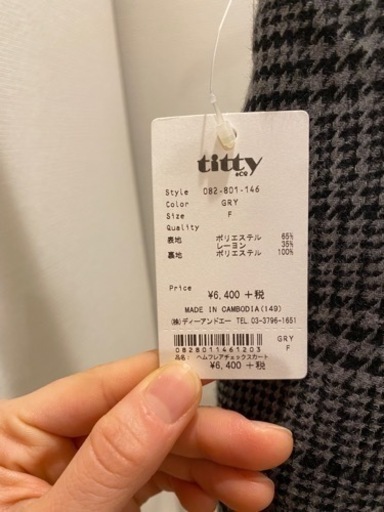 titty
&CO
Style 082-801-146
Color GRY
Size F
Quality
表地 ポリエステル 65%
レーヨン 35%
裏地 ポリエステル 100%
Price
¥6,400 +税
MADE IN CAMBODIA(149)
(株)ディーアンドエー TEL. 03-3796-1651
GRY
0828011461203 F
品名: ヘムフレアチェックスカート
¥6,400 +税